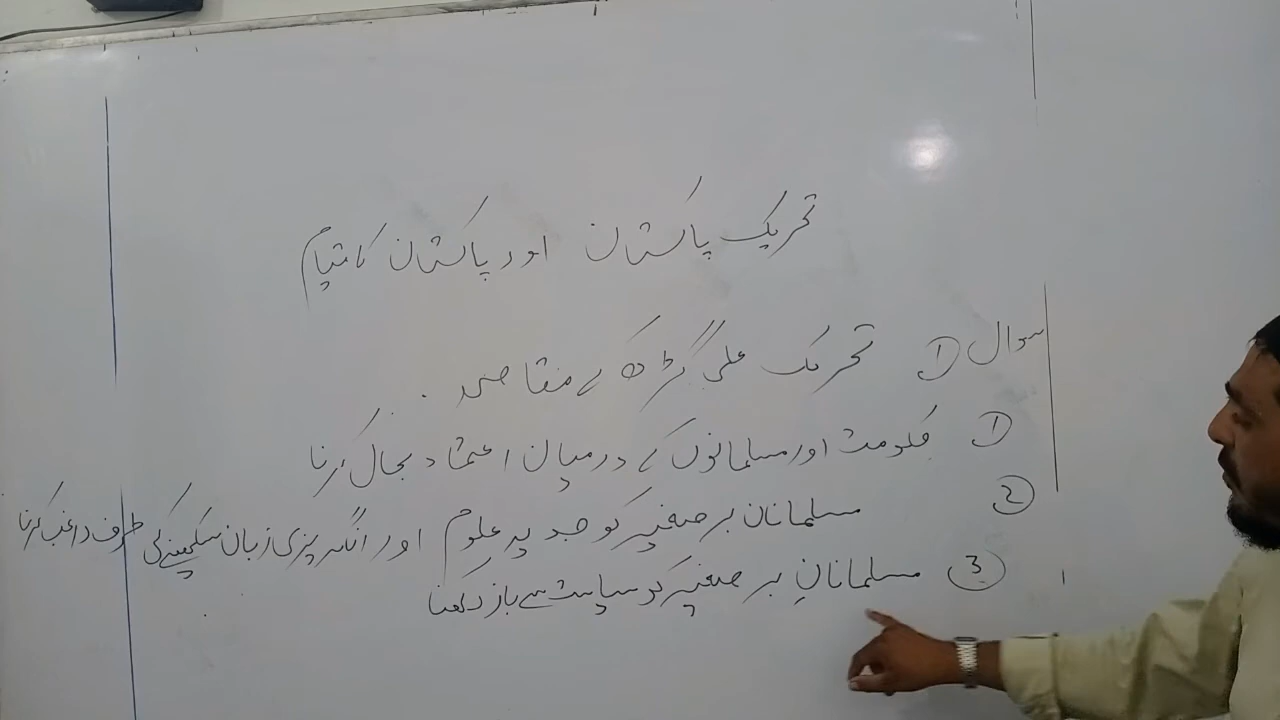 تحریک پاکستان اور پاکستان کا قیام
سوال ① تحریک علی گڑھ کے مقاصد.
① حکومت اور مسلمانوں کے درمیان اعتماد بحال کرنا
② مسلمانان برصغیر کو جدید علوم اور انگریزی زبان سیکھنے کی طرف راغب کرنا
③ مسلمانانِ برصغیر کو سیاست سے باز رکھنا